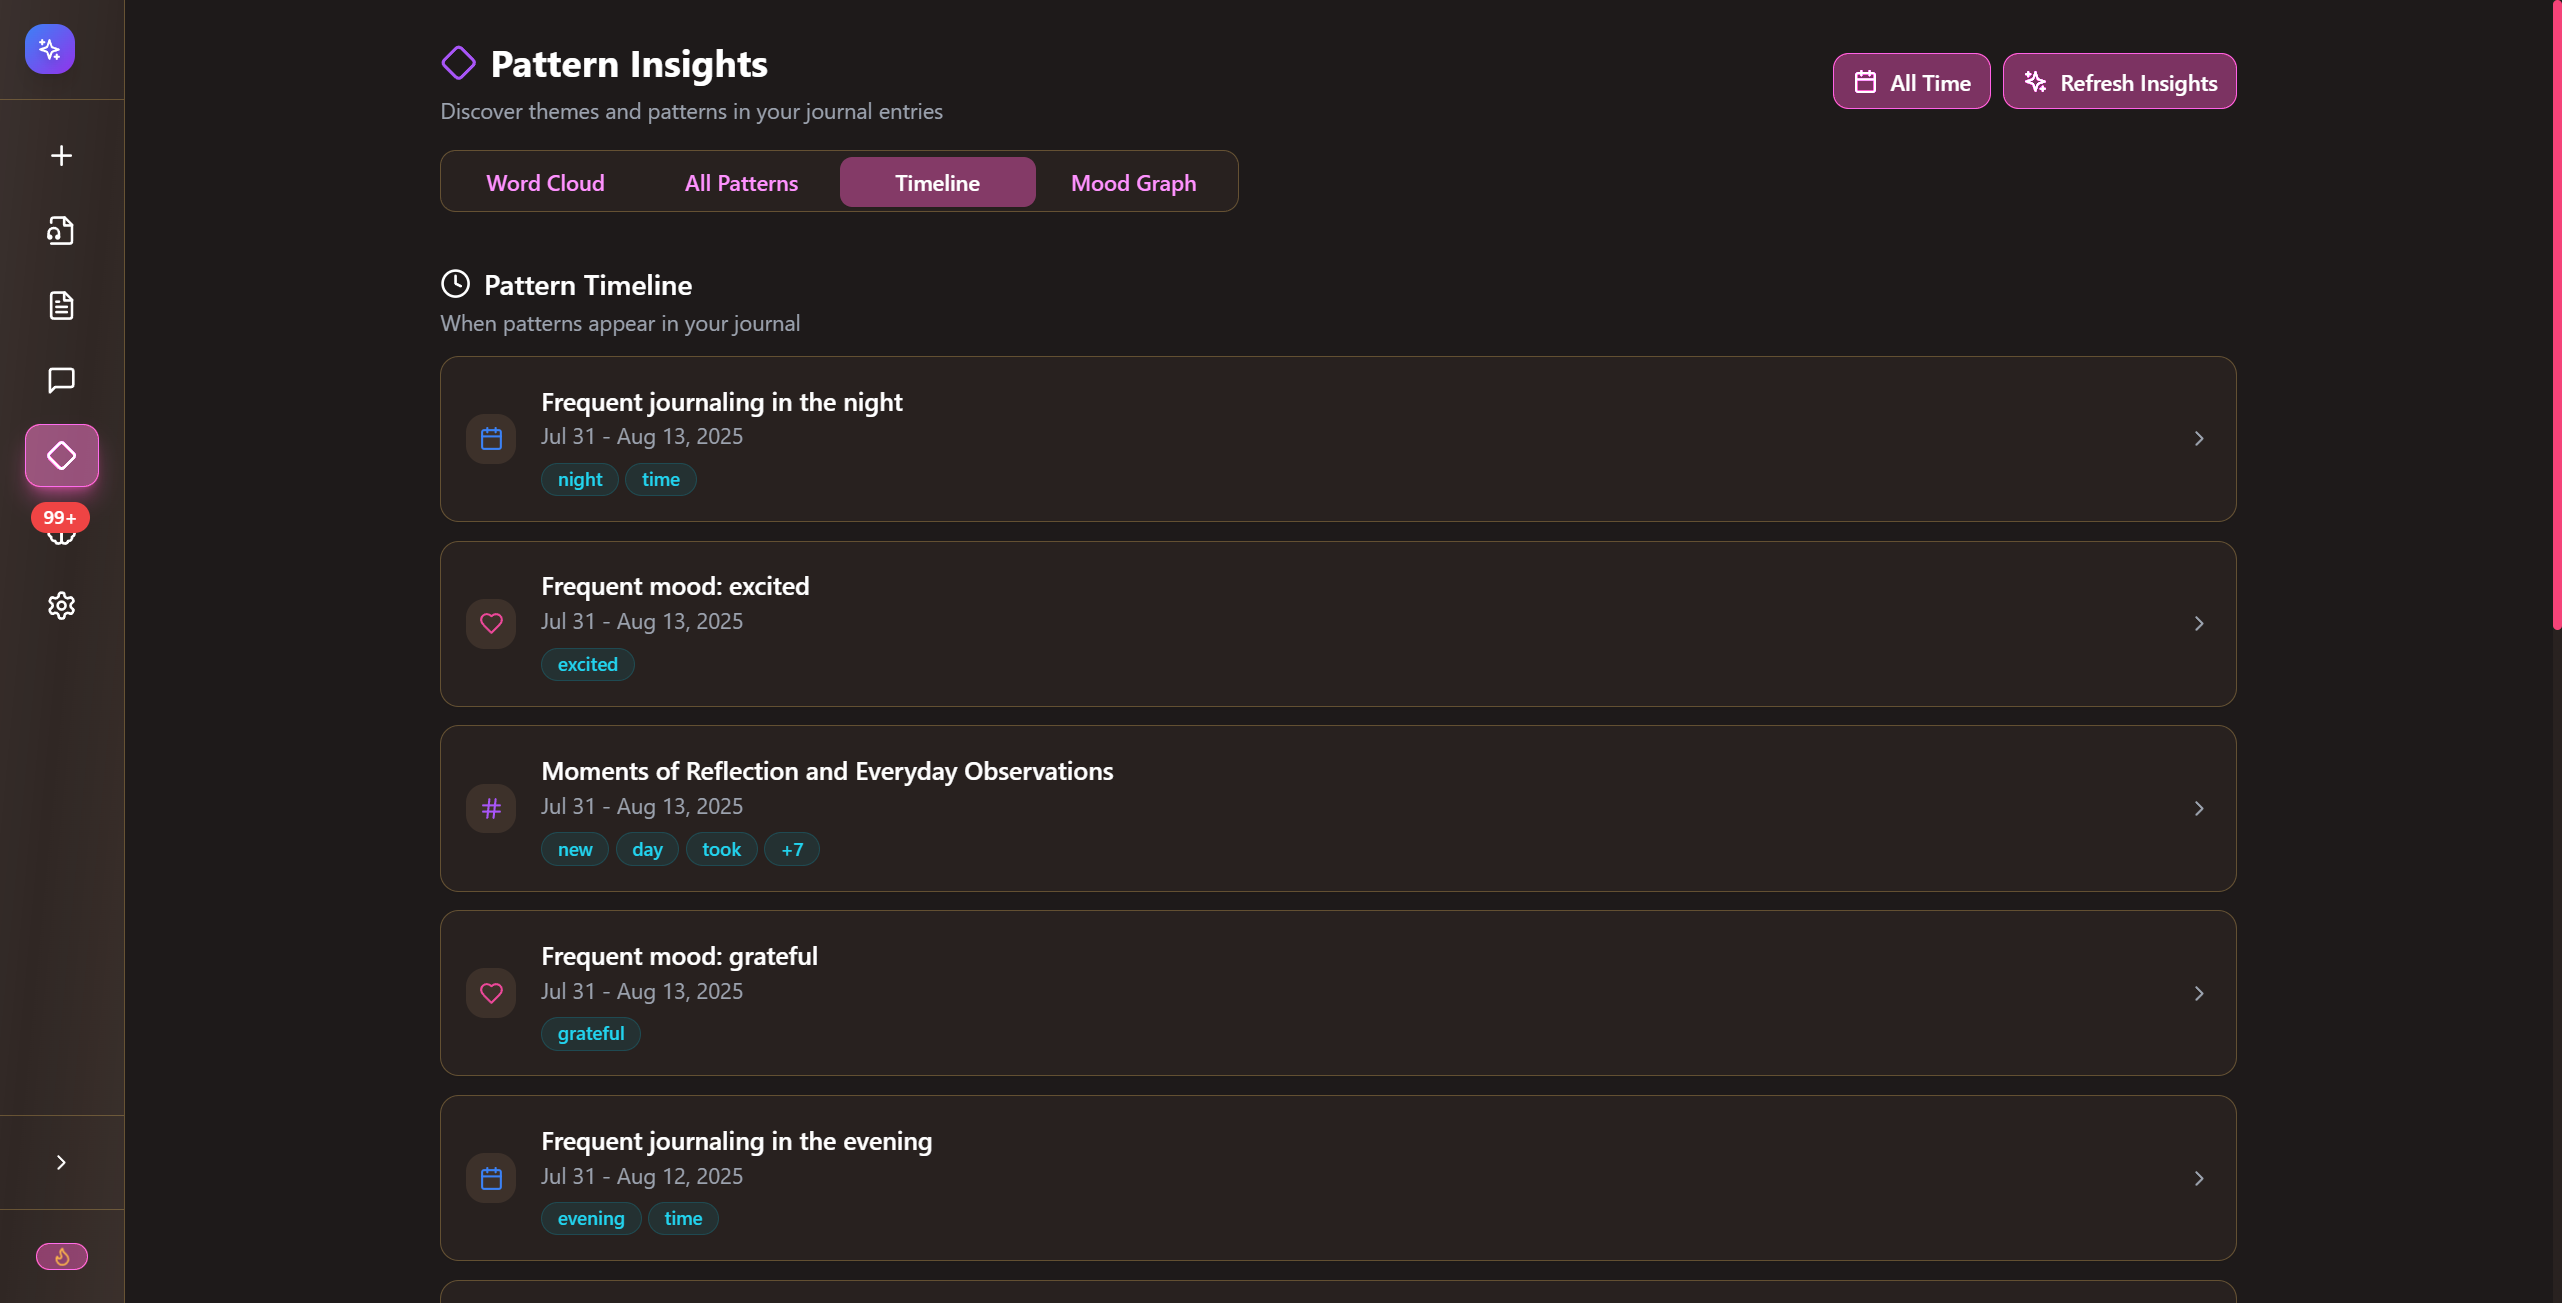 Pattern Insights
Discover themes and patterns in your journal entries
All Time
Refresh Insights
Word Cloud
All Patterns
Timeline
Mood Graph
99+
Pattern Timeline
When patterns appear in your journal
Frequent journaling in the night
Jul 31 - Aug 13, 2025
night time
Frequent mood: excited
Jul 31 - Aug 13, 2025
excited
Moments of Reflection and Everyday Observations
Jul 31 - Aug 13, 2025
new day took +7
Frequent mood: grateful
Jul 31 - Aug 13, 2025
grateful
Frequent journaling in the evening
Jul 31 - Aug 12, 2025
evening time